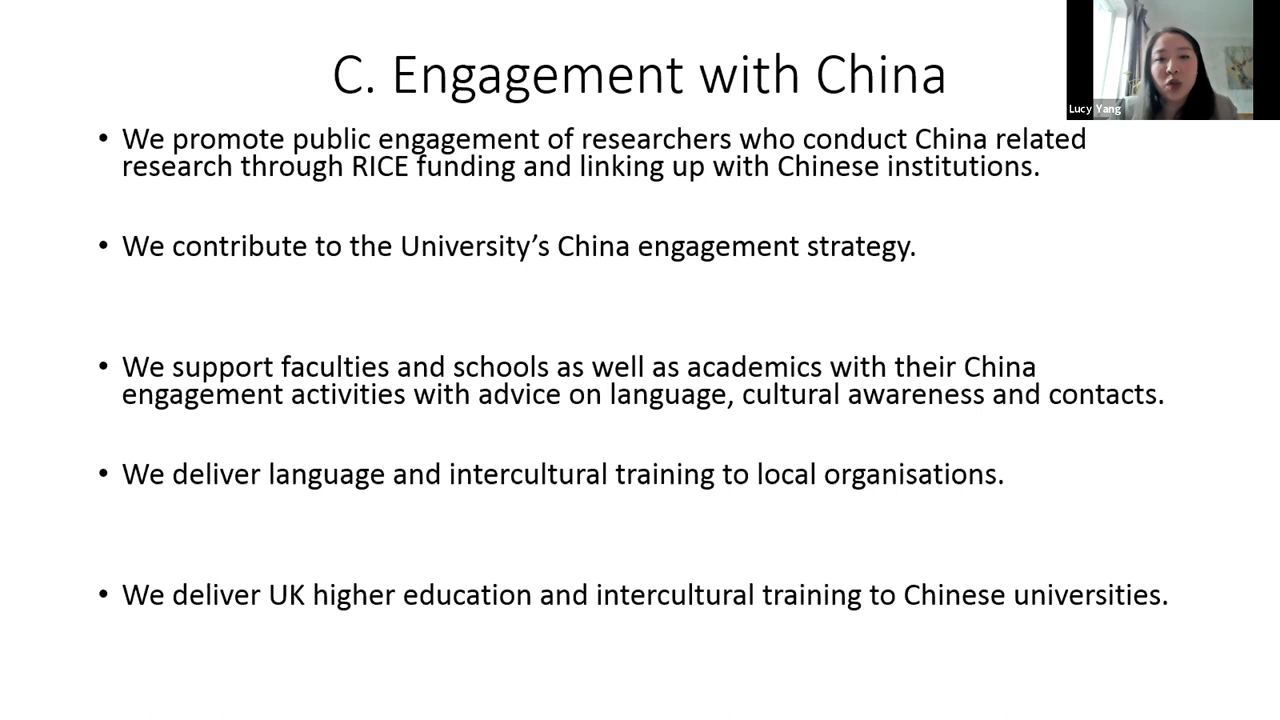 C. Engagement with China
Lucy Yang
• We promote public engagement of researchers who conduct China related
research through RICE funding and linking up with Chinese institutions.
• We contribute to the University’s China engagement strategy.
• We support faculties and schools as well as academics with their China
engagement activities with advice on language, cultural awareness and contacts.
• We deliver language and intercultural training to local organisations.
• We deliver UK higher education and intercultural training to Chinese universities.